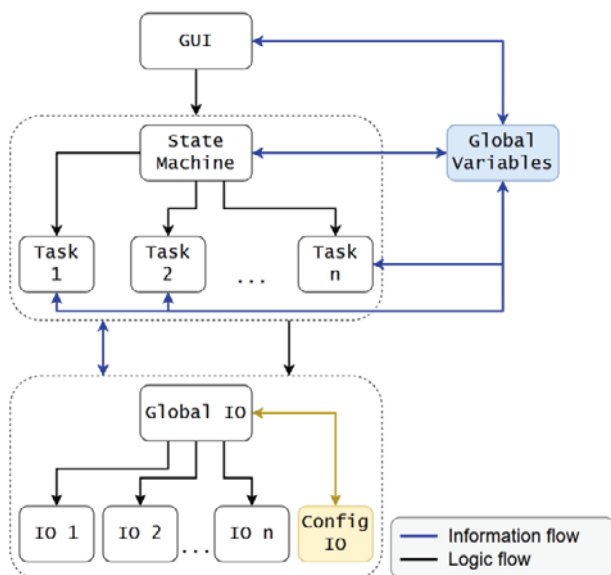 GUI
State
Machine
Global
Variables
Task
1
Task
2
...
Task
n
Global IO
IO 1
IO 2
...
IO n
Config
IO
Information flow
Logic flow